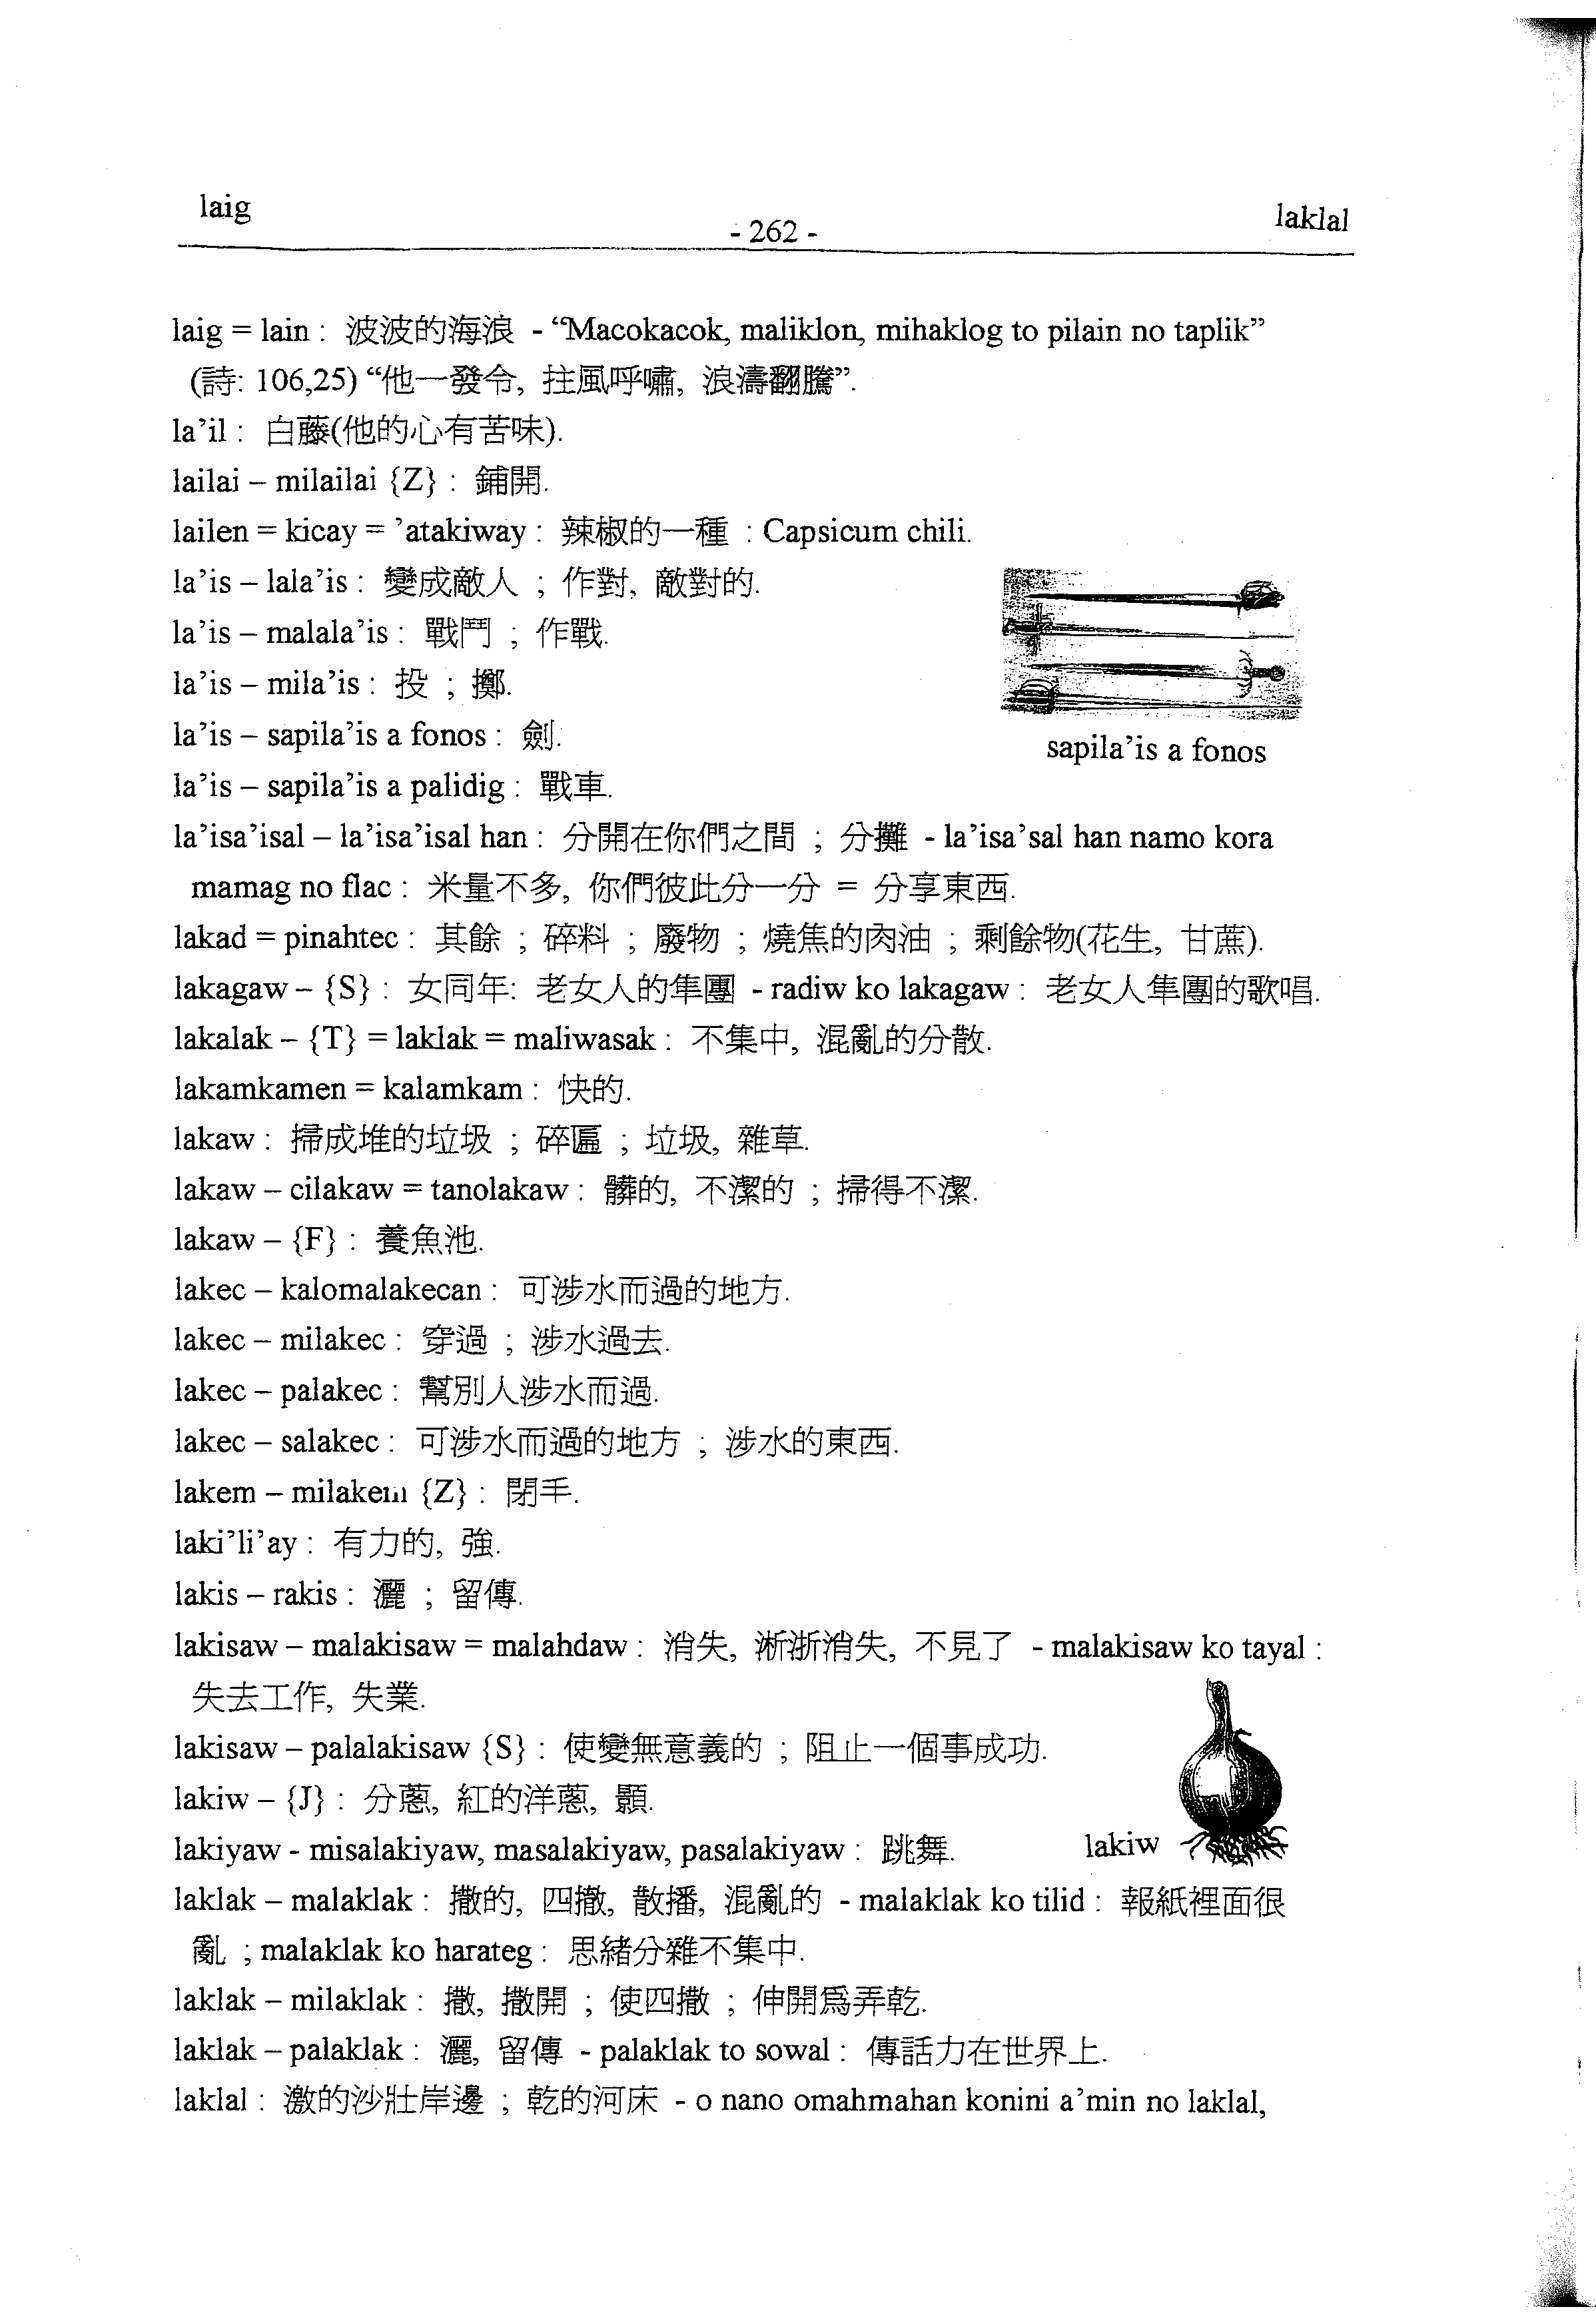 laig
- 262 -
laklal
laig = lain : 波波的海浪 - “Macokacok, maliklon, mihaklog to pilain no taplik”
(詩: 106,25) “他一發令, 拄風呼嘯, 浪濤翻騰”.
la’il : 白藤(他的心有苦味).
lailai – milailai {Z} : 鋪開.
lailen = kicay = ’atakiway : 辣椒的一種 : Capsicum chili.
la’is – lala’is : 變成敵人 ; 作對, 敵對的.
la’is – malala’is : 戰鬥 ; 作戰.
la’is – mila’is : 投 ; 擲.
la’is – sapila’is a fonos : 劍.
sapila’is a fonos
la’is – sapila’is a palidig : 戰車.
la’isa’isal – la’isa’isal han : 分開在你們之間 ; 分攤 - la’isa’sal han namo kora
mamag no flac : 米量不多, 你們彼此分一分 = 分享東西.
lakad = pinahtec : 其餘 ; 碎料 ; 廢物 ; 燒焦的肉油 ; 剩餘物(花生, 甘蔗).
lakagaw – {S} : 女同年: 老女人的隼團 - radiw ko lakagaw : 老女人隼團的歌唱.
lakalak – {T} = laklak = maliwasak : 不集中, 混亂的分散.
lakamkamen = kalamkam : 快的.
lakaw : 掃成堆的垃圾 ; 碎匾 ; 垃圾, 雜草.
lakaw – cilakaw = tanolakaw : 髒的, 不潔的 ; 掃得不潔.
lakaw – {F} : 養魚池.
lakec – kalomalakecan : 可涉水而過的地方.
lakec – milakec : 穿過 ; 涉水過去.
lakec – palakec : 幫別人涉水而過.
lakec – salakec : 可涉水而過的地方 ; 涉水的東西.
lakem – milakem {Z} : 閉手.
laki’li’ay : 有力的, 強.
lakis – rakis : 灑 ; 留傳.
lakisaw – malakisaw = malahdaw : 消失, 淅浙消失, 不見了 - malakisaw ko tayal :
失去工作, 失業.
lakisaw – palalakisaw {S} : 使變無意義的 ; 阻止一個事成功.
lakiw – {J} : 分蔥, 紅的洋蔥, 顥.
lakiyaw - misalakiyaw, masalakiyaw, pasalakiyaw : 跳舞.
lakiw
laklak – malaklak : 撒的, 四撒, 散播, 混亂的 - malaklak ko tilid : 報紙裡面很
亂 ; malaklak ko harateg : 思緒分雜不集中.
laklak – milaklak : 撒, 撒開 ; 使四撒 ; 伸開爲弄乾.
laklak – palaklak : 灑, 留傳 - palaklak to sowal : 傳話力在世界上.
laklal : 激的沙壯岸邊 ; 乾的河床 - o nano omahmahan konini a’min no laklal,